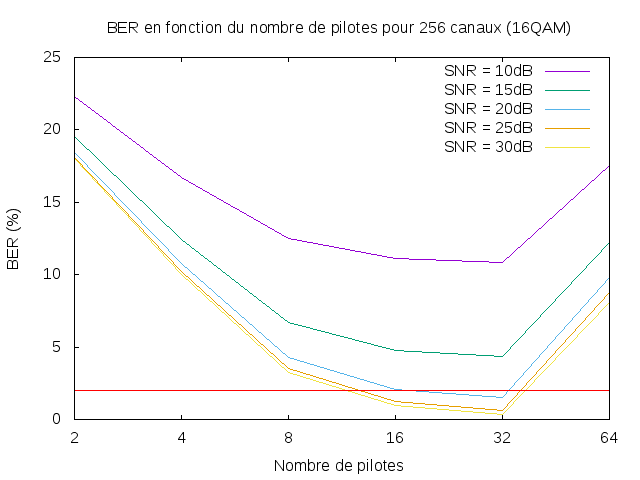 BER en fonction du nombre de pilotes pour 256 canaux (16QAM)
SNR = 10dB
SNR = 15dB
SNR = 20dB
SNR = 25dB
SNR = 30dB
25
20
15
10
5
0
BER (%)
2 4 8 16 32 64
Nombre de pilotes